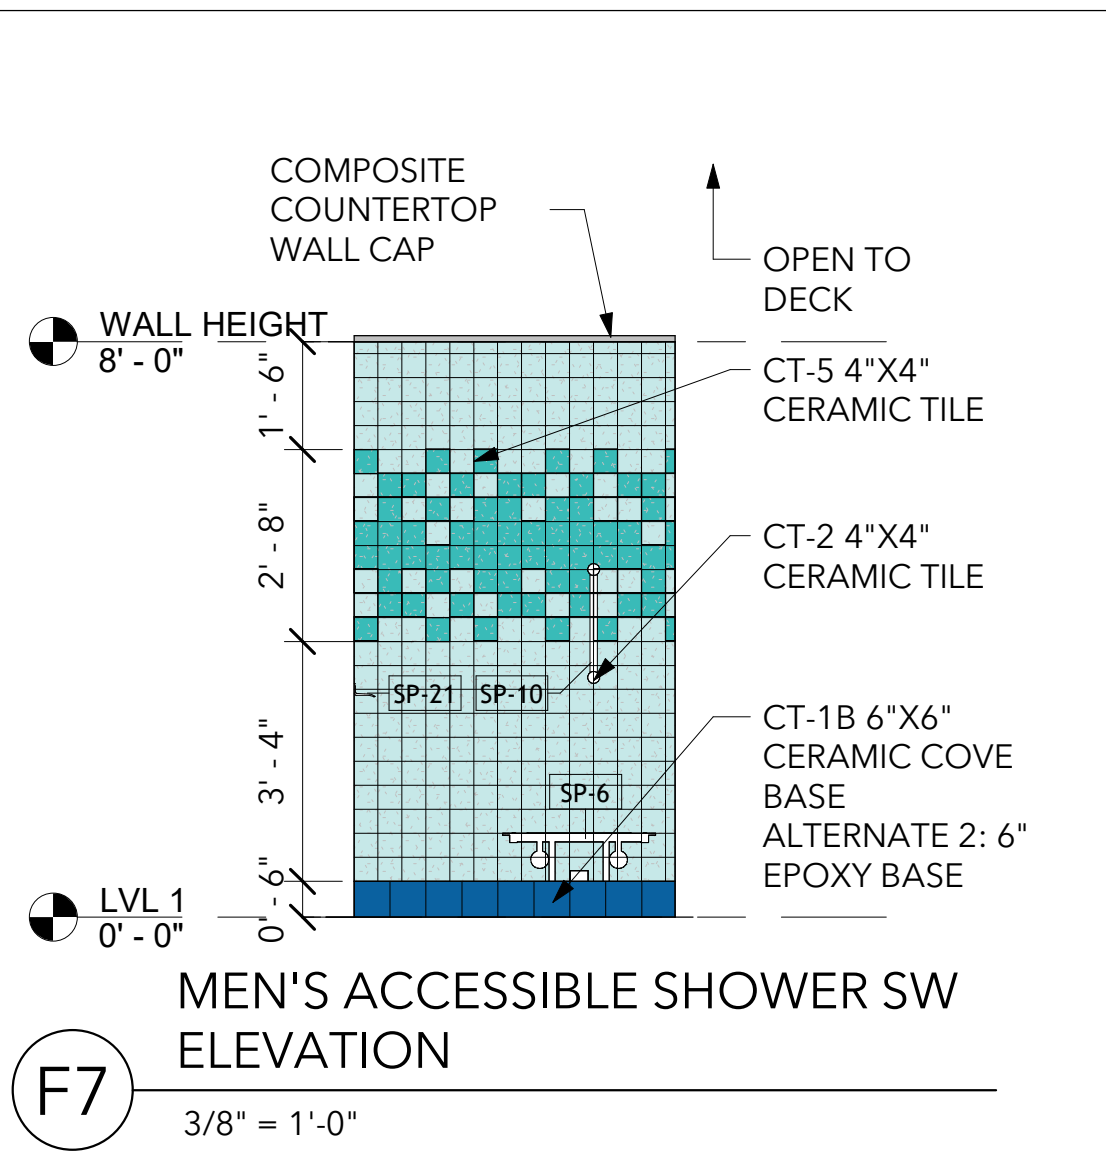 COMPOSITE
COUNTERTOP
WALL CAP
OPEN TO
DECK
WALL HEIGHT
8' - 0"
1' - 6"
CT-5 4"X4"
CERAMIC TILE
2' - 8"
CT-2 4"X4"
CERAMIC TILE
SP-21
SP-10
3' - 4"
CT-1B 6"X6"
CERAMIC COVE
BASE
ALTERNATE 2: 6"
EPOXY BASE
SP-6
0' - 6"
LVL 1
0' - 0"
MEN'S ACCESSIBLE SHOWER SW
ELEVATION
F7
3/8" = 1'-0"